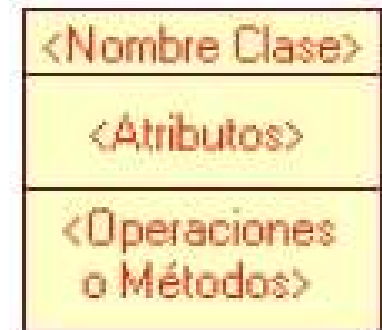 <Nombre Clase>
<Atributos>
<Operaciones
o Métodos>